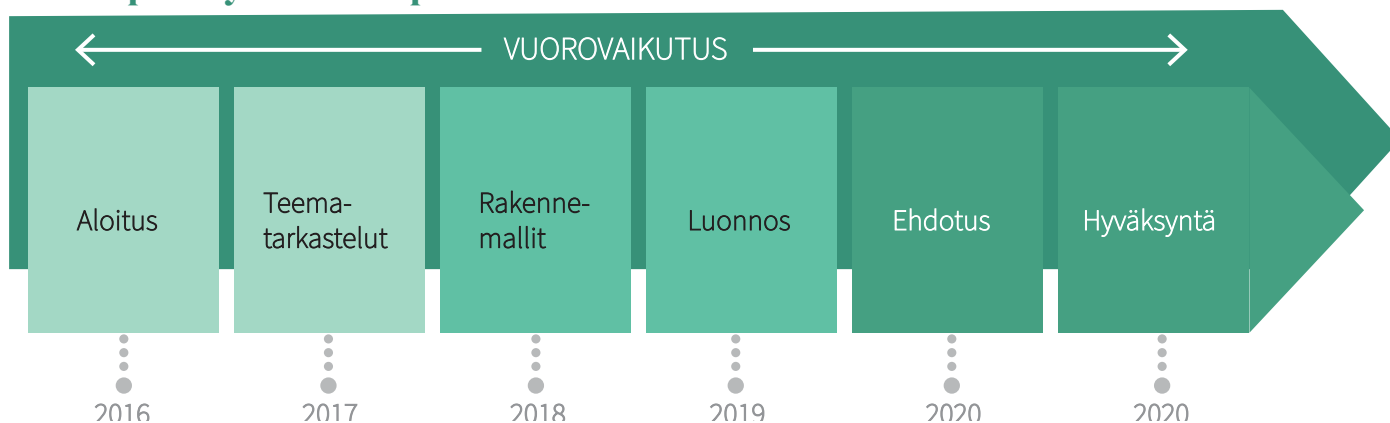 VUOROVAIKUTUS
Aloitus
Teema-
tarkastelut
Rakenne-
mallit
Luonnos
Ehdotus
Hyväksyntä
2016
2017
2018
2019
2020
2020